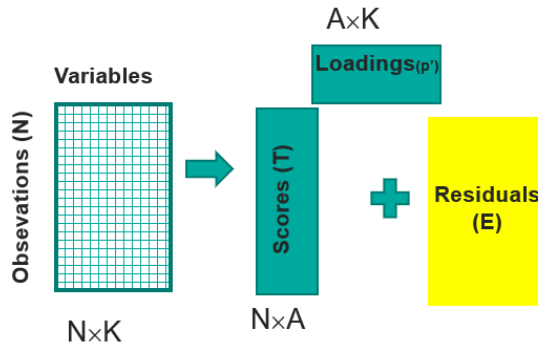 A×K
Loadings(p')
Variables
Obsevations (N)
Scores (T)
Residuals
(E)
N×K
N×A